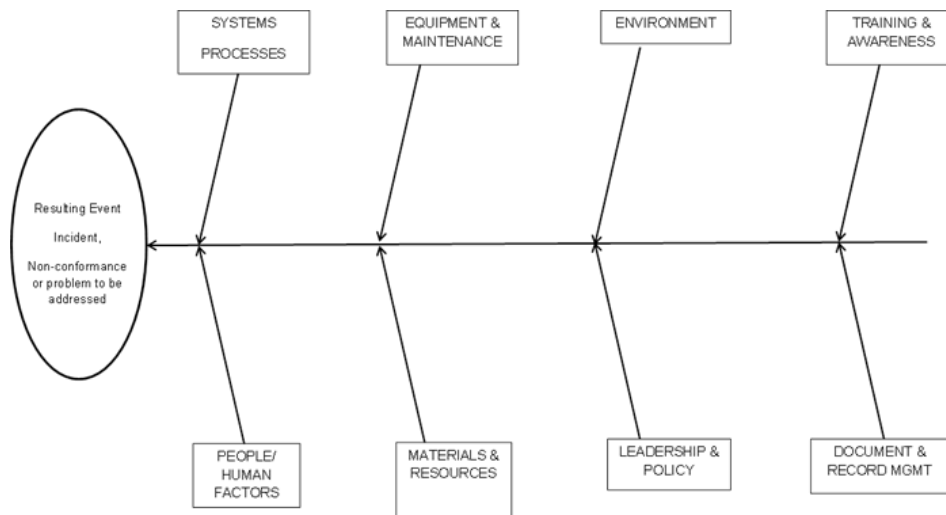 SYSTEMS
PROCESSES
EQUIPMENT &
MAINTENANCE
ENVIRONMENT
TRAINING &
AWARENESS
Resulting Event
Incident,
Non-conformance
or problem to be
addressed
PEOPLE/
HUMAN
FACTORS
MATERIALS &
RESOURCES
LEADERSHIP &
POLICY
DOCUMENT &
RECORD MGMT